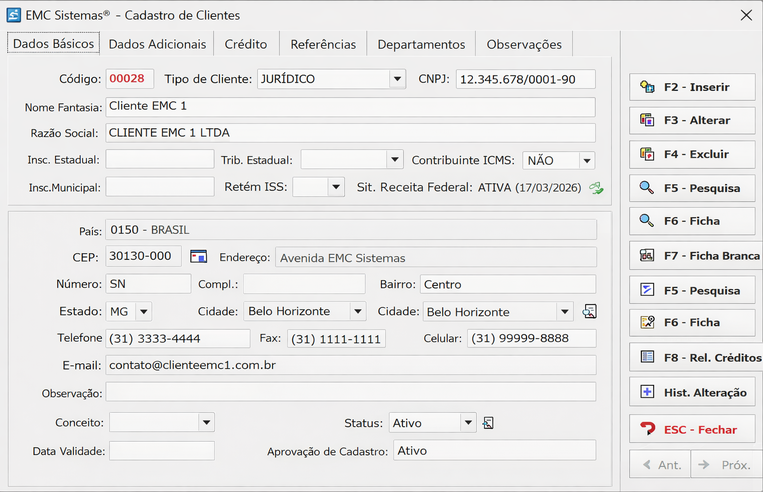 EMC Sistemas® - Cadastro de Clientes
Dados Básicos Dados Adicionais Crédito Referências Departamentos Observações
Código: 00028 Tipo de Cliente: JURÍDICO CNPJ: 12.345.678/0001-90
Nome Fantasia: Cliente EMC 1
Razão Social: CLIENTE EMC 1 LTDA
Insc. Estadual: Trib. Estadual: Contribuinte ICMS: NÃO
Insc.Municipal: Retém ISS: Sit. Receita Federal: ATIVA (17/03/2026)
País: 0150 - BRASIL
CEP: 30130-000 Endereço: Avenida EMC Sistemas
Número: SN Compl.: Bairro: Centro
Estado: MG Cidade: Belo Horizonte Cidade: Belo Horizonte
Telefone (31) 3333-4444 Fax: (31) 1111-1111 Celular: (31) 99999-8888
E-mail: contato@clienteemc1.com.br
Observação:
Conceito: Status: Ativo
Data Validade: Aprovação de Cadastro: Ativo
F2 - Inserir
F3 - Alterar
F4 - Excluir
F5 - Pesquisa
F6 - Ficha
F7 - Ficha Branca
F5 - Pesquisa
F6 - Ficha
F8 - Rel. Créditos
Hist. Alteração
ESC - Fechar
Ant. Próx.